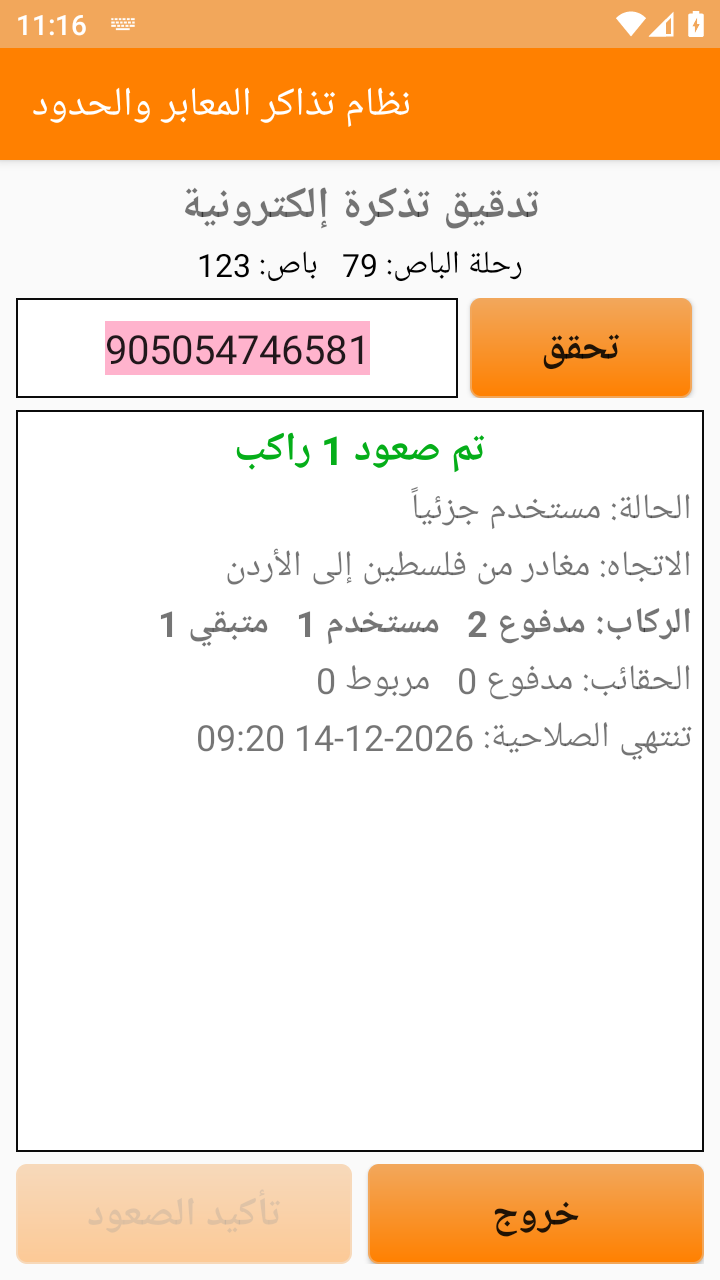 11:16
نظام تذاكر المعابر والحدود
تدقيق تذكرة إلكترونية
رحلة الباص: 79 باص: 123
905054746581
تحقق
تم صعود 1 راكب
الحالة: مستخدم جزئياً
الاتجاه: مغادر من فلسطين إلى الأردن
الركاب: مدفوع 2 مستخدم 1 متبقي 1
الحقائب: مدفوع 0 مربوط 0
تنتهي الصلاحية: 2026-12-14 09:20
خروج
تأكيد الصعود